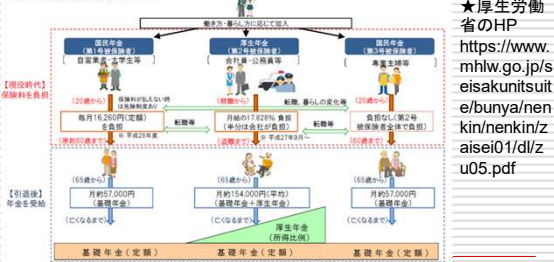 働き方・暮らし方に応じて加入
国民年金
(第1号被保険者)
[ 自営業者・大学生等 ]
厚生年金
(第2号被保険者)
[ 会社員・公務員等 ]
国民年金
(第3号被保険者)
[ 専業主婦等 ]
【現役時代】
保険料を負担
(20歳から)
保険料が払えない時
は免除制度あり
(就職から)
転職、暮らしの変化等
(20歳から)
毎月16,260円(定額)
を負担
転職等
月給の17.828% 負担
(半分は会社が負担)
転職等
負担なし(第2号
被保険者全体で負担)
(原則60歳まで)
※ 平成28年度
(退職まで)
※ 平成27年9月~
(60歳まで)
【引退後】
年金を受給
(65歳から)
(65歳から)
(65歳から)
月約57,000円
(基礎年金)
月約154,000円(平均)
(基礎年金+厚生年金)
月約57,000円
(基礎年金)
(亡くなるまで)
(亡くなるまで)
(亡くなるまで)
厚生年金
(所得比例)
基礎年金(定額)
基礎年金(定額)
基礎年金(定額)
★厚生労働
省のHP
https://www.
mhlw.go.jp/s
eisakunitsuit
e/bunya/nen
kin/nenkin/z
aisei01/dl/z
u05.pdf